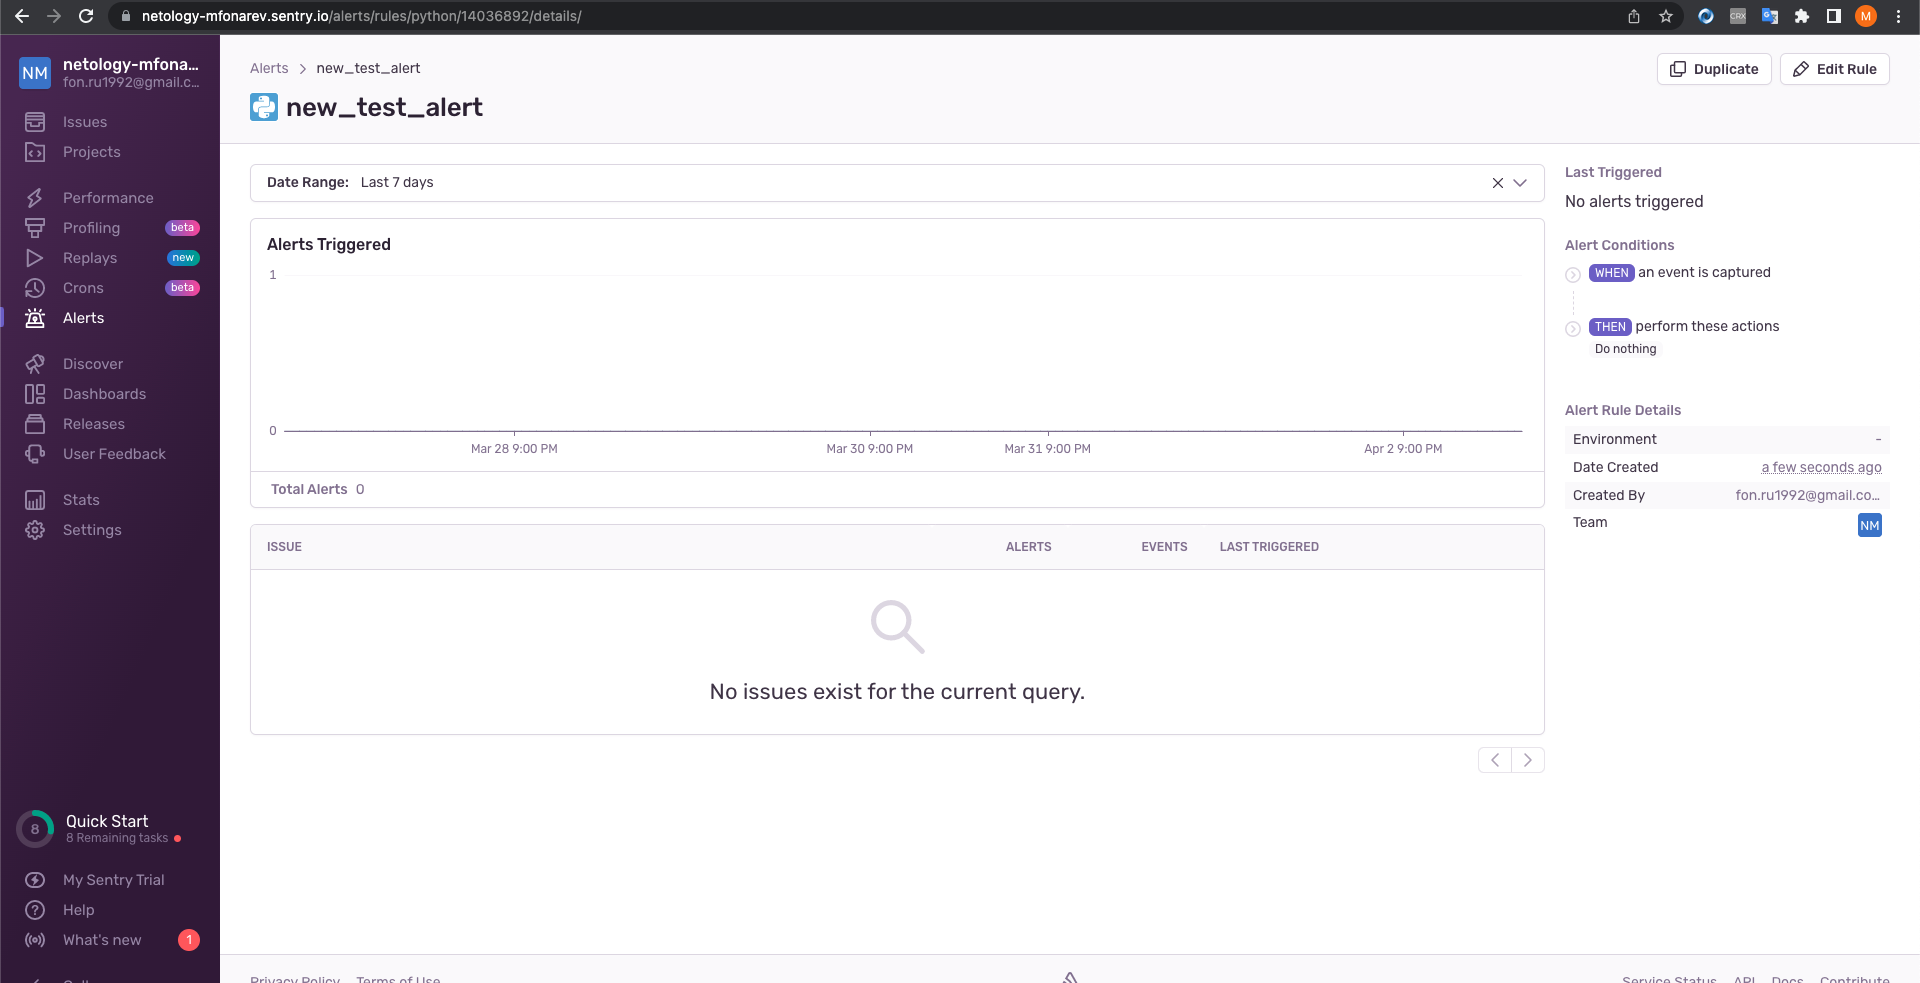 netology-mfonarev.sentry.io/alerts/rules/python/14036892/details/
CRX
M
NM
netology-mfona...
fon.ru1992@gmail.c...
Issues
Projects
Performance
Profiling beta
Replays new
Crons beta
Alerts
Discover
Dashboards
Releases
User Feedback
Stats
Settings
8
Quick Start
8 Remaining tasks
My Sentry Trial
Help
What's new 1
Alerts > new_test_alert
new_test_alert
Duplicate
Edit Rule
Date Range: Last 7 days
Alerts Triggered
1
0
Mar 28 9:00 PM Mar 30 9:00 PM Mar 31 9:00 PM Apr 2 9:00 PM
Total Alerts 0
ISSUE ALERTS EVENTS LAST TRIGGERED
No issues exist for the current query.
Last Triggered
No alerts triggered
Alert Conditions
WHEN an event is captured
THEN perform these actions
Do nothing
Alert Rule Details
Environment -
Date Created a few seconds ago
Created By fon.ru1992@gmail.co...
Team NM
Privacy Policy Terms of Use
Service Status API Docs Contribute